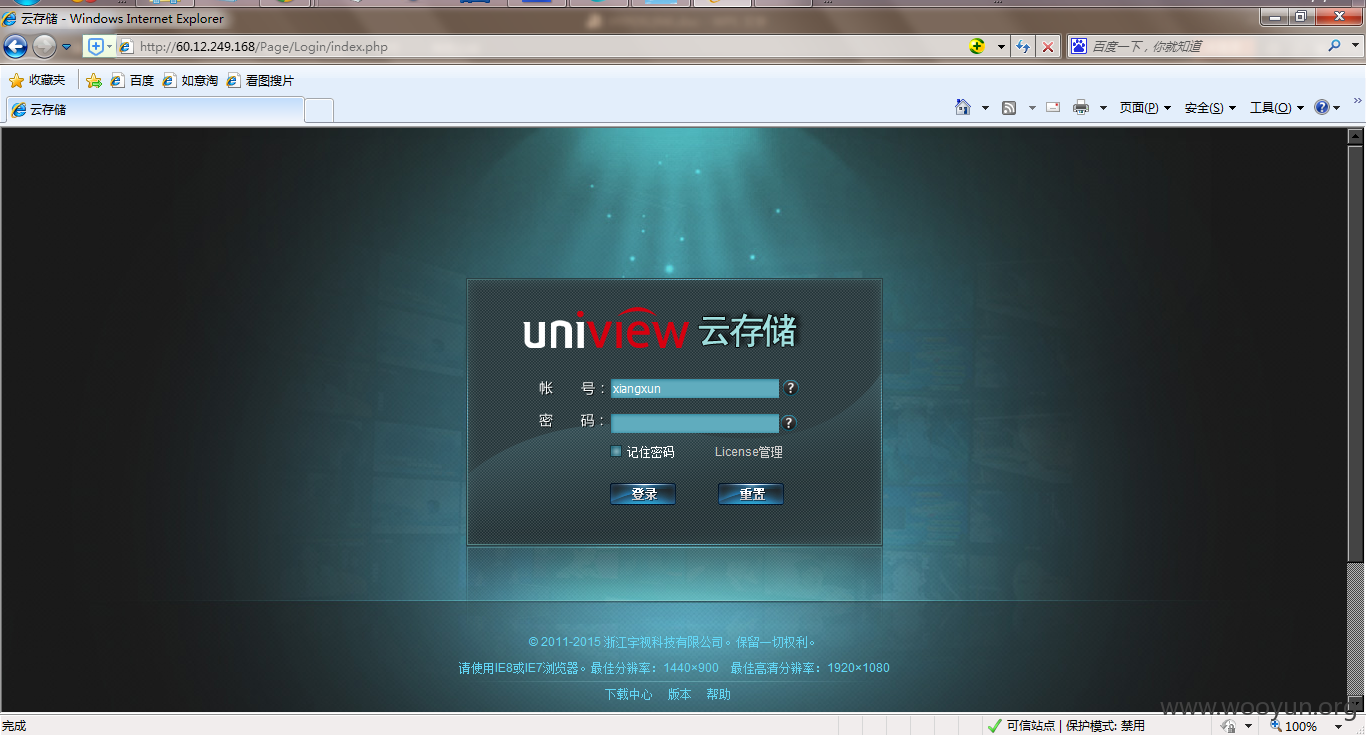 云存储 - Windows Internet Explorer
http://60.12.249.168/Page/Login/index.php
百度一下，你就知道
收藏夹 百度 如意淘 看图搜片
云存储
页面(P) 安全(S) 工具(O)
uniview 云存储
帐 号： xiangxun ?
密 码： ?
记住密码 License管理
登录 重置
© 2011-2015 浙江宇视科技有限公司。保留一切权利。
请使用IE8或IE7浏览器。最佳分辨率：1440×900 最佳高清分辨率：1920×1080
下载中心 版本 帮助
www.wooyun.org
完成 可信站点 | 保护模式: 禁用 100%